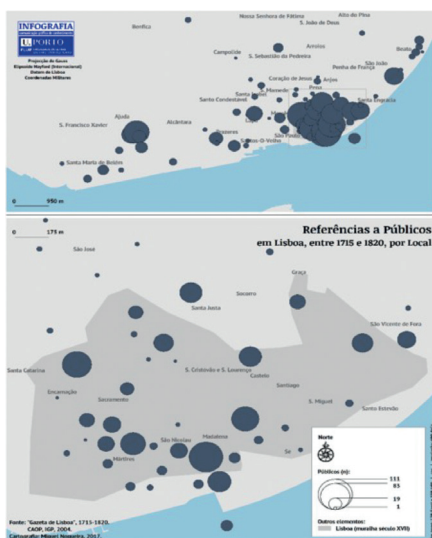 INFOGRAFIA
U.PORTO
Projeção de Gauss
Elipsoide Hayford (Internacional)
Datum de Lisboa
Coordenadas Militares
Benfica
Nossa Senhora de Fátima
Alto do Pina
S. João de Deus
Campolide
Arroios
S. Sebastião da Pedreira
Beato
São João
Penha de França
Coração de Jesus
Anjos
Santa Isabel
S. Mamede
Pena
Santo Condestável
Santa Engrácia
Ajuda
S. Francisco Xavier
Alcântara
Lapa
Prazeres
São Paulo
Santos-O-Velho
Santa Maria de Belém
0 950 m
0 175 m
Referências a Públicos
em Lisboa, entre 1715 e 1820, por Local
São José
Graça
Socorro
Santa Justa
São Vicente de Fora
Santa Catarina
S. Cristovão e S. Lourenço
Castelo
Encarnação
Santiago
Sacramento
S. Miguel
Santo Estevão
São Nicolau
Madalena
Sé
Mártires
Norte
Públicos (n):
111
83
19
1
Outros elementos:
Lisboa (muralha século XVII)
Fonte: "Gazeta de Lisboa", 1715-1820.
CAOP, IGP, 2004.
Cartografia: Miguel Nogueira, 2017.